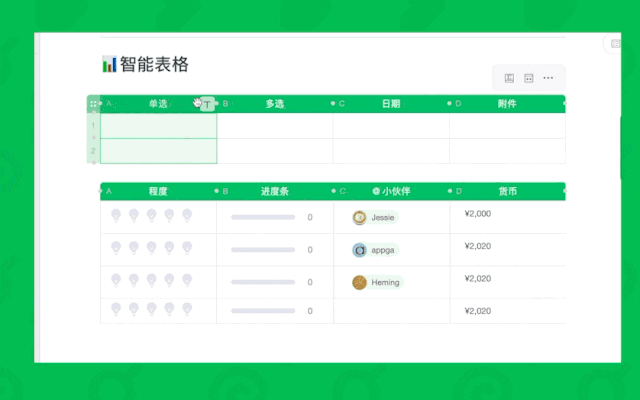 智能表格
A 单选 T B 多选 C 日期 D 附件
1
2
A 程度 B 进度条 C @小伙伴 D 货币
0 Jessie ¥2,000
0 appga ¥2,020
0 Heming ¥2,020
0 ¥2,020